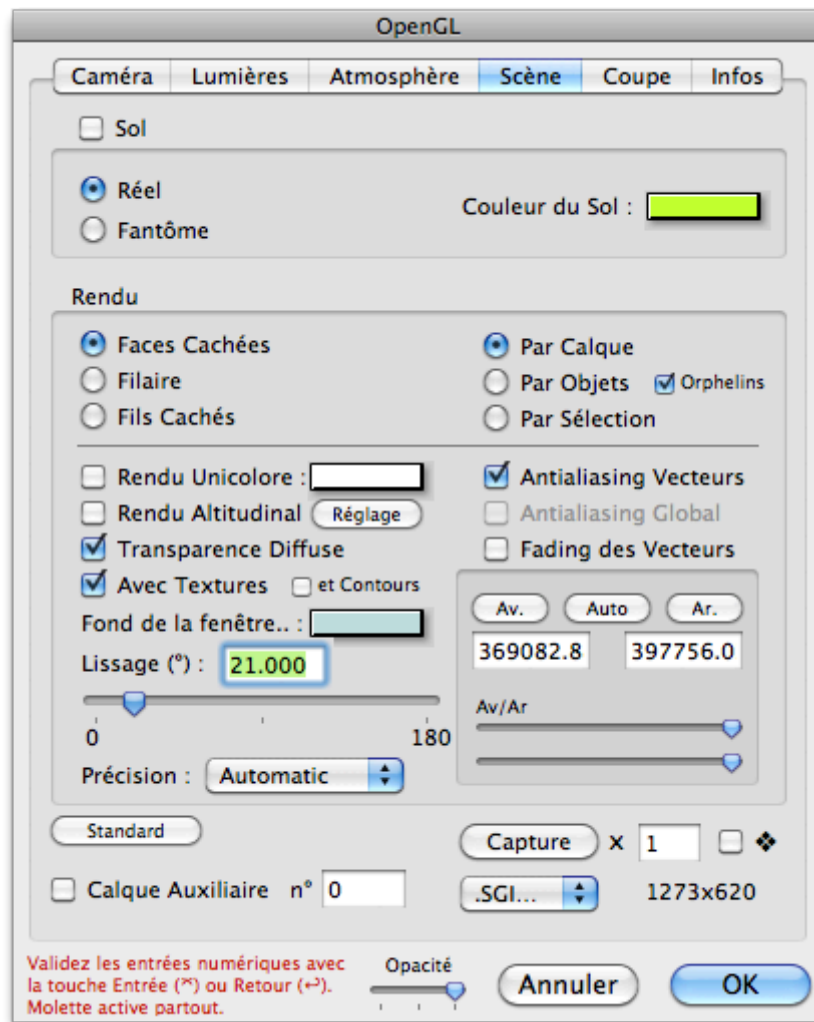 OpenGL
Caméra Lumières Atmosphère Scène Coupe Infos
Sol
Réel
Couleur du Sol :
Fantôme
Rendu
Faces Cachées Par Calque
Filaire Par Objets Orphelins
Fils Cachés Par Sélection
Rendu Unicolore : Antialiasing Vecteurs
Rendu Altitudinal Réglage Antialiasing Global
Transparence Diffuse Fading des Vecteurs
Avec Textures et Contours
Av. Auto Ar.
Fond de la fenêtre.. :
369082.8 397756.0
Lissage (°) : 21.000
Av/Ar
0 180
Précision : Automatic
Standard
Capture x 1 ❖
Calque Auxiliaire n° 0 .SGI... 1273x620
Validez les entrées numériques avec
la touche Entrée (⌤) ou Retour (↩).
Molette active partout.
Opacité
Annuler OK